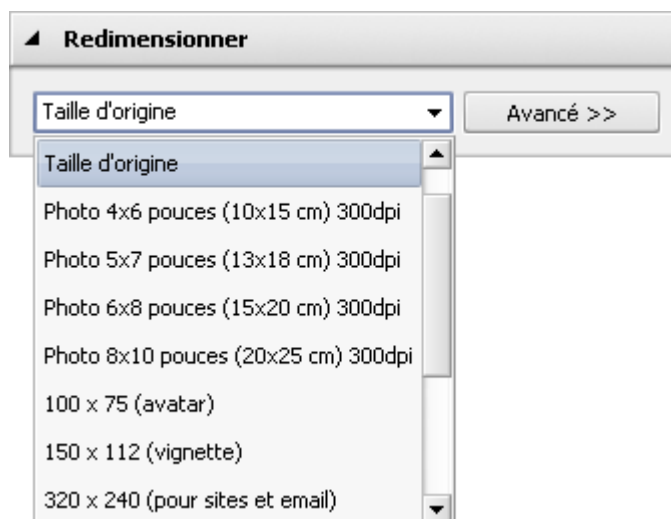 Redimensionner
Taille d'origine
Avancé >>
Taille d'origine
Photo 4x6 pouces (10x15 cm) 300dpi
Photo 5x7 pouces (13x18 cm) 300dpi
Photo 6x8 pouces (15x20 cm) 300dpi
Photo 8x10 pouces (20x25 cm) 300dpi
100 x 75 (avatar)
150 x 112 (vignette)
320 x 240 (pour sites et email)